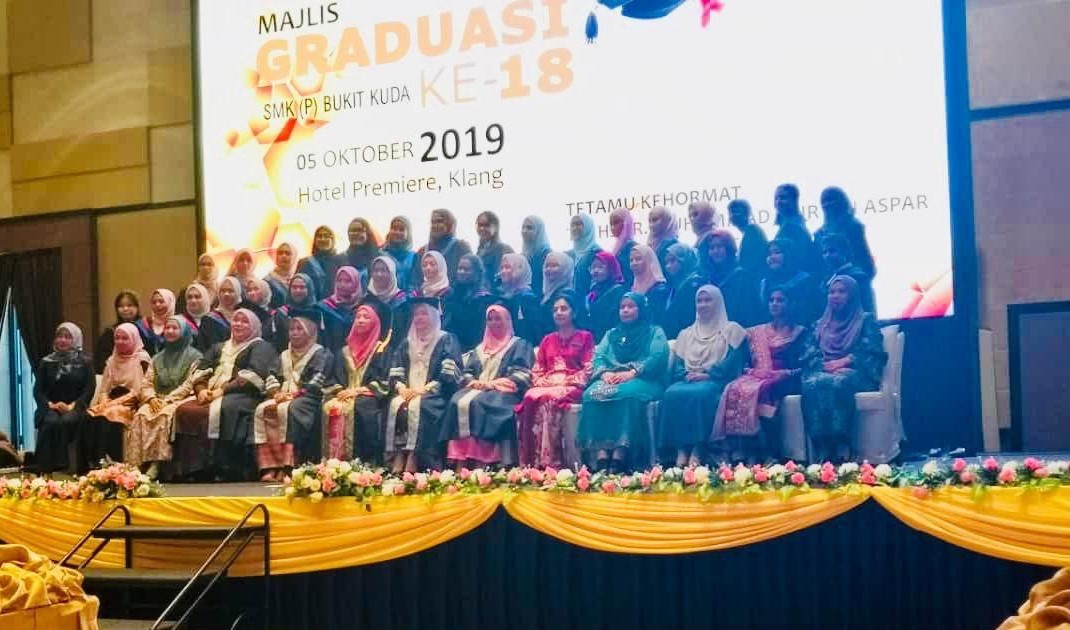 MAJLIS
GRADUASI
SMK (P) BUKIT KUDA KE-18
05 OKTOBER 2019
Hotel Premiere, Klang
TETAMU KEHORMAT
ASPAR